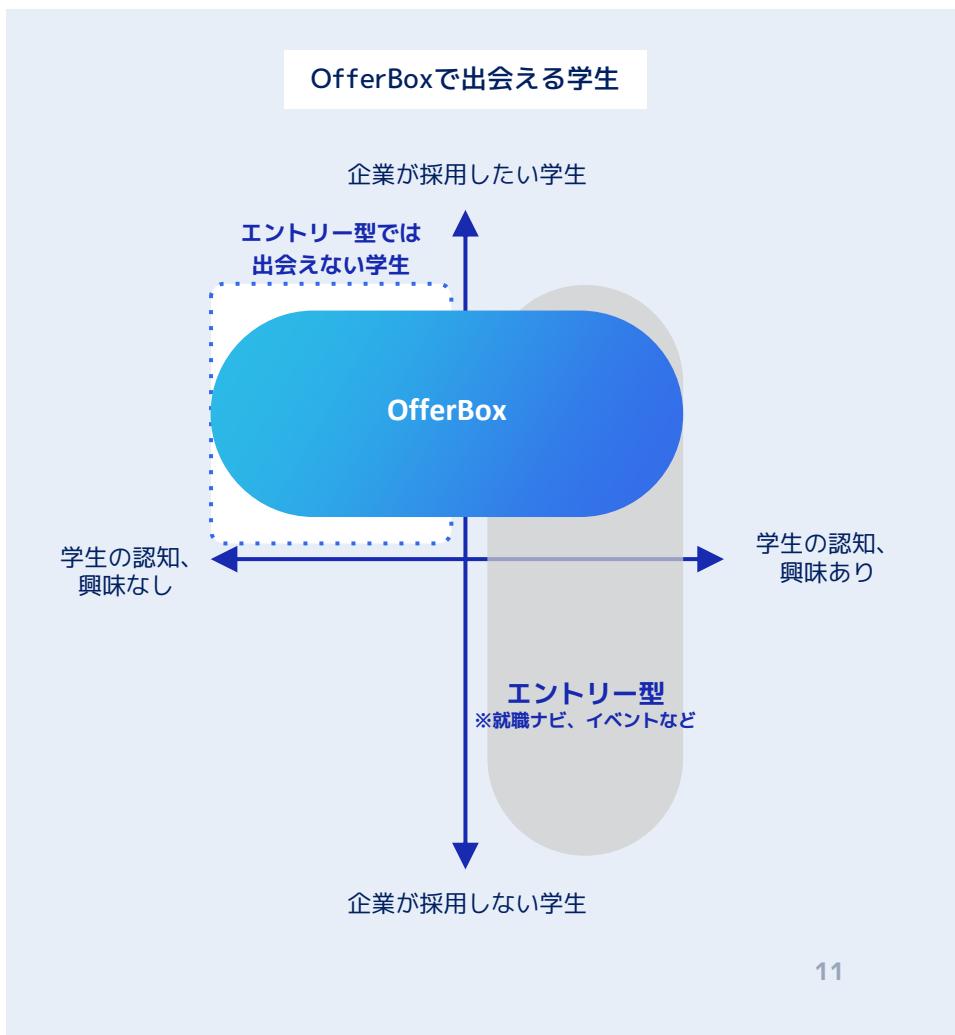 OfferBoxで出会える学生
企業が採用したい学生
エントリー型では
出会えない学生
OfferBox
学生の認知、
興味なし
学生の認知、
興味あり
エントリー型
※就職ナビ、イベントなど
企業が採用しない学生
11